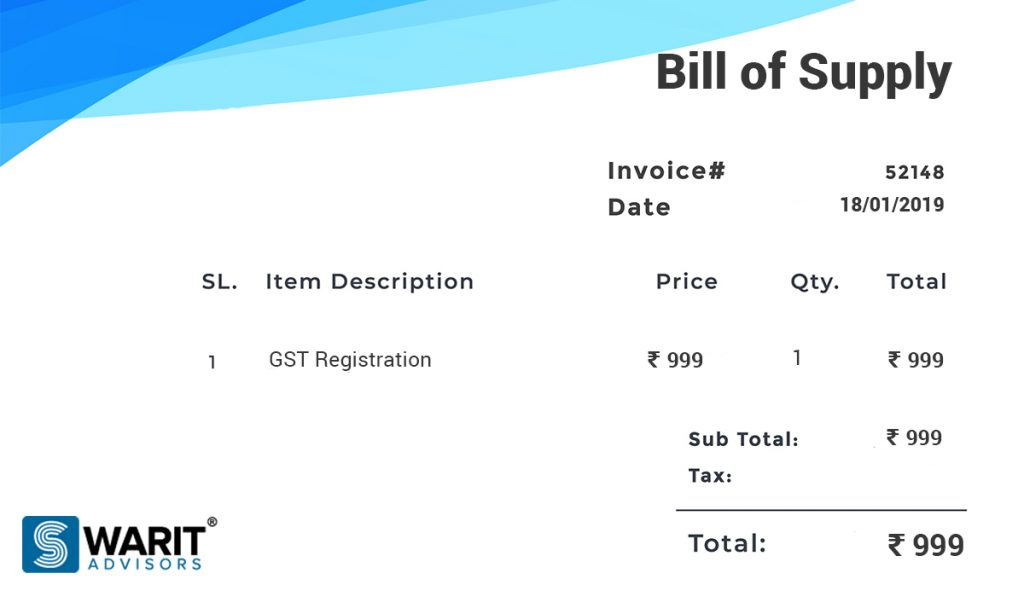 Bill of Supply
Invoice# 52148
Date 18/01/2019
SL. Item Description Price Qty. Total
1 GST Registration ₹ 999 1 ₹ 999
Sub Total: ₹ 999
Tax:
Total: ₹ 999
S WARIT®
ADVISORS